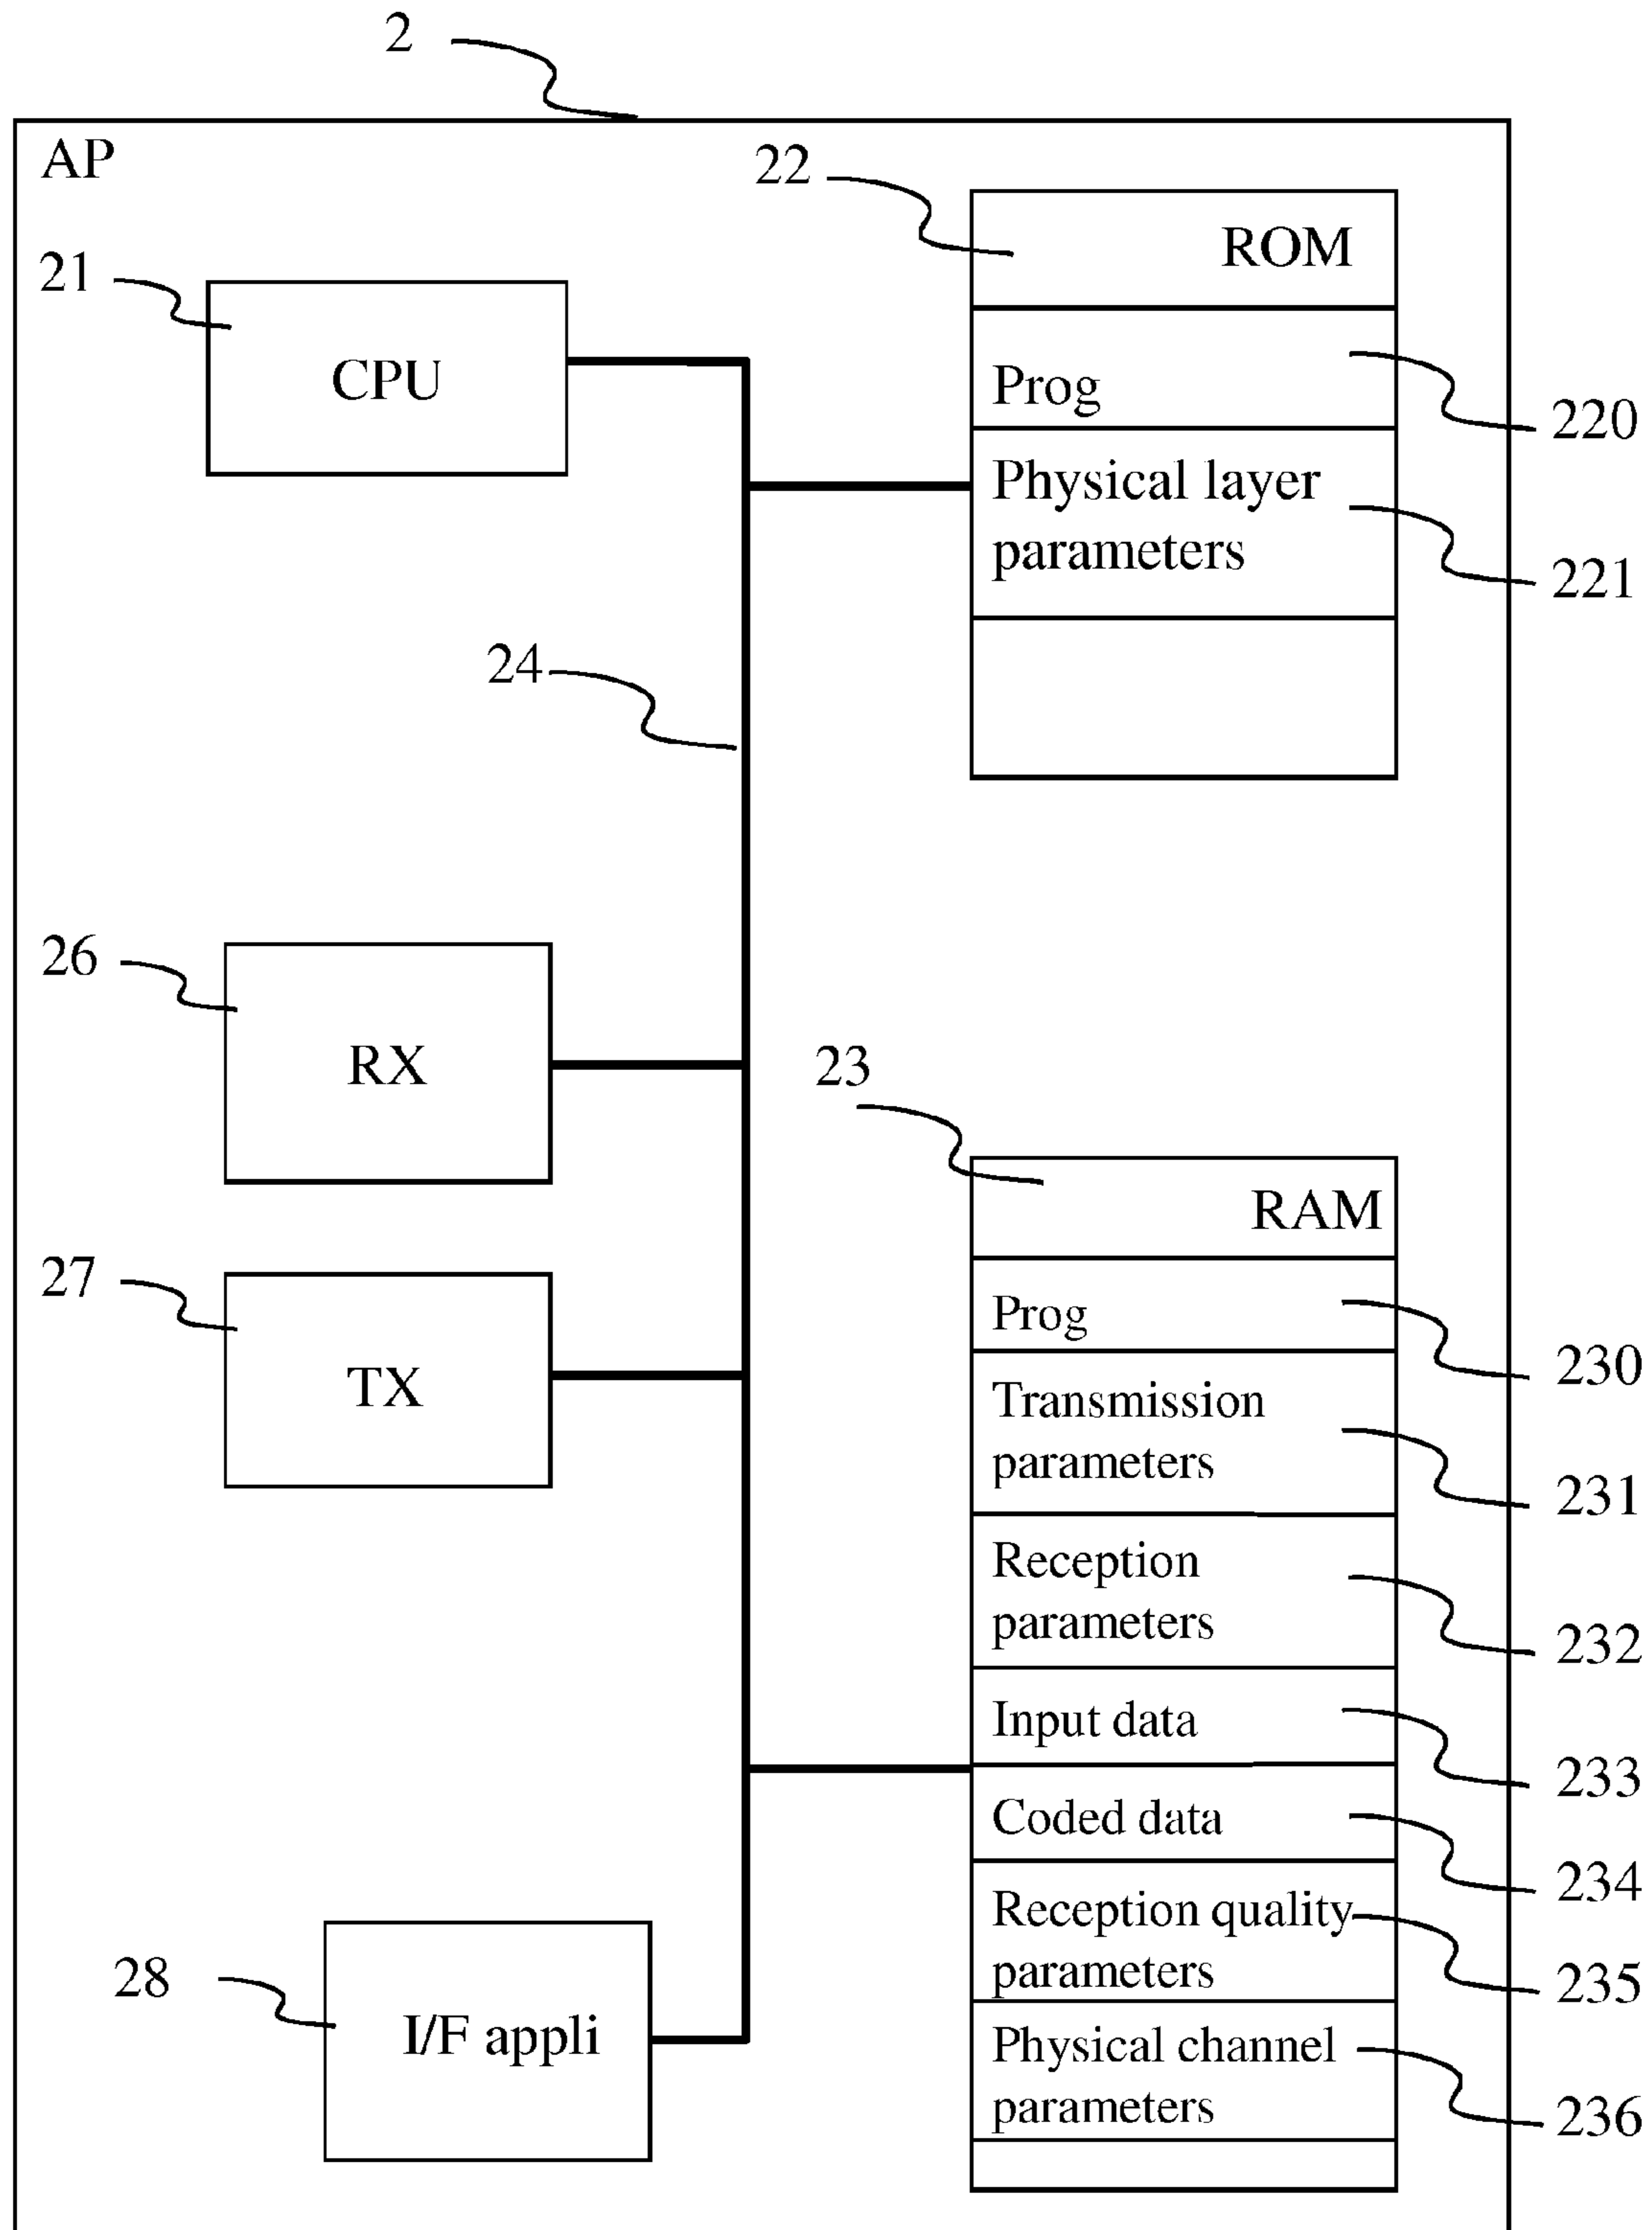 2
AP
22
ROM
21
CPU
Prog
220
Physical layer
parameters
221
24
26
RX
23
RAM
27
TX
Prog
230
Transmission
parameters
231
Reception
parameters
232
Input data
233
Coded data
234
Reception quality
parameters
235
28
I/F appli
Physical channel
parameters
236